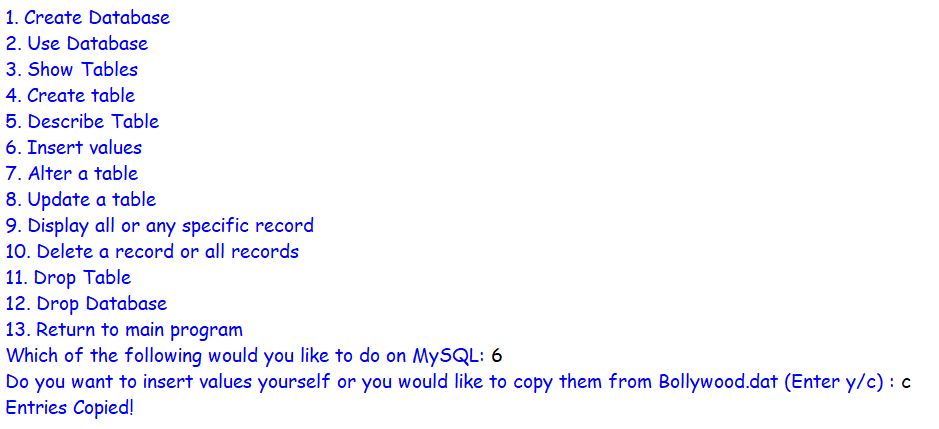 1. Create Database
2. Use Database
3. Show Tables
4. Create table
5. Describe Table
6. Insert values
7. Alter a table
8. Update a table
9. Display all or any specific record
10. Delete a record or all records
11. Drop Table
12. Drop Database
13. Return to main program
Which of the following would you like to do on MySQL: 6
Do you want to insert values yourself or you would like to copy them from Bollywood.dat (Enter y/c) : c
Entries Copied!